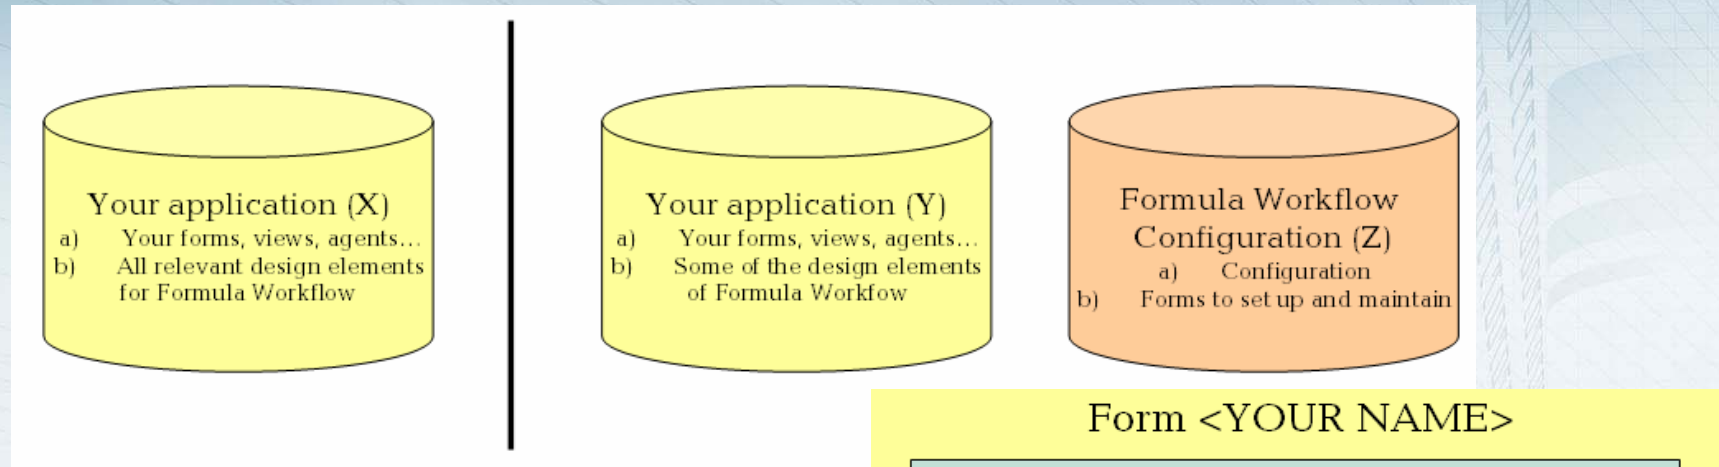 Your application (X)
a) Your forms, views, agents...
b) All relevant design elements
for Formula Workflow
Your application (Y)
a) Your forms, views, agents...
b) Some of the design elements
of Formula Workfow
Formula Workflow
Configuration (Z)
a) Configuration
b) Forms to set up and maintain
Form <YOUR NAME>